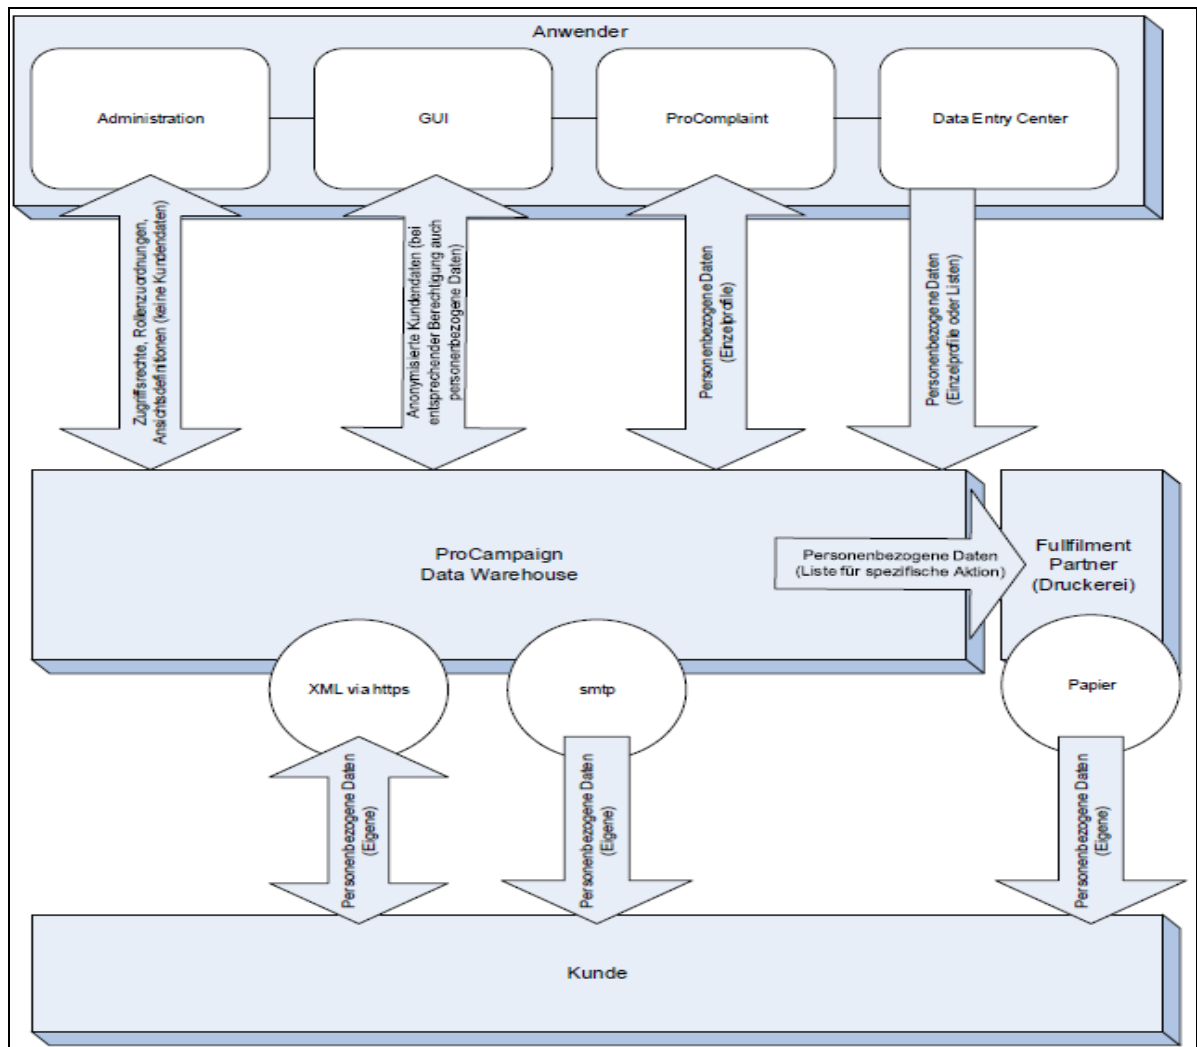 Anwender
Administration
GUI
ProComplaint
Data Entry Center
Zugriffsrechte, Rollenzuordnungen,
Ansichtsdefinitionen (keine Kundendaten)
Anonymisierte Kundendaten (bei
entsprechender Berechtigung auch
personenbezogene Daten)
Personenbezogene Daten
(Einzelprofile)
Personenbezogene Daten
(Einzelprofile oder Listen)
ProCampaign
Data Warehouse
Personenbezogene Daten
(Liste für spezifische Aktion)
Fullfilment
Partner
(Druckerei)
XML via https
smtp
Papier
Personenbezogene Daten
(Eigene)
Personenbezogene Daten
(Eigene)
Personenbezogene Daten
(Eigene)
Kunde